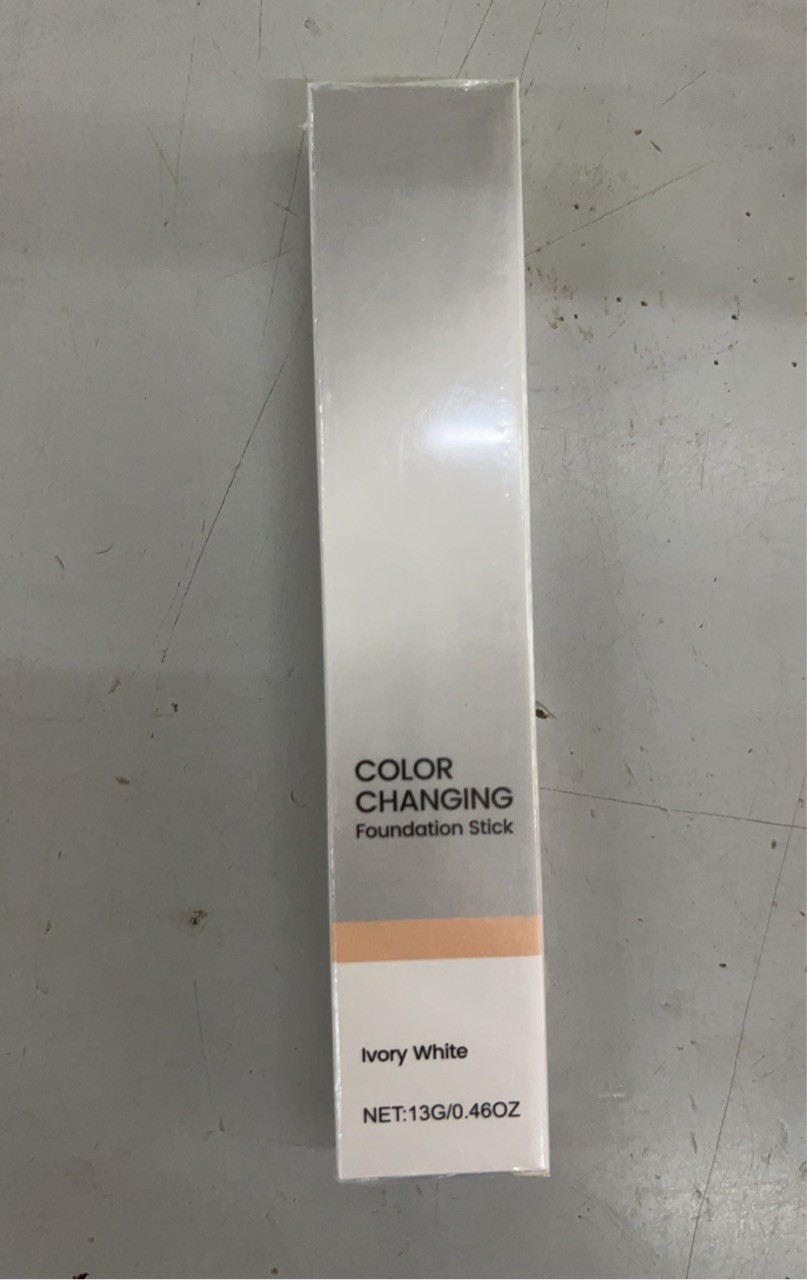 COLOR
CHANGING
Foundation Stick
Ivory White
NET:13G/0.46OZ